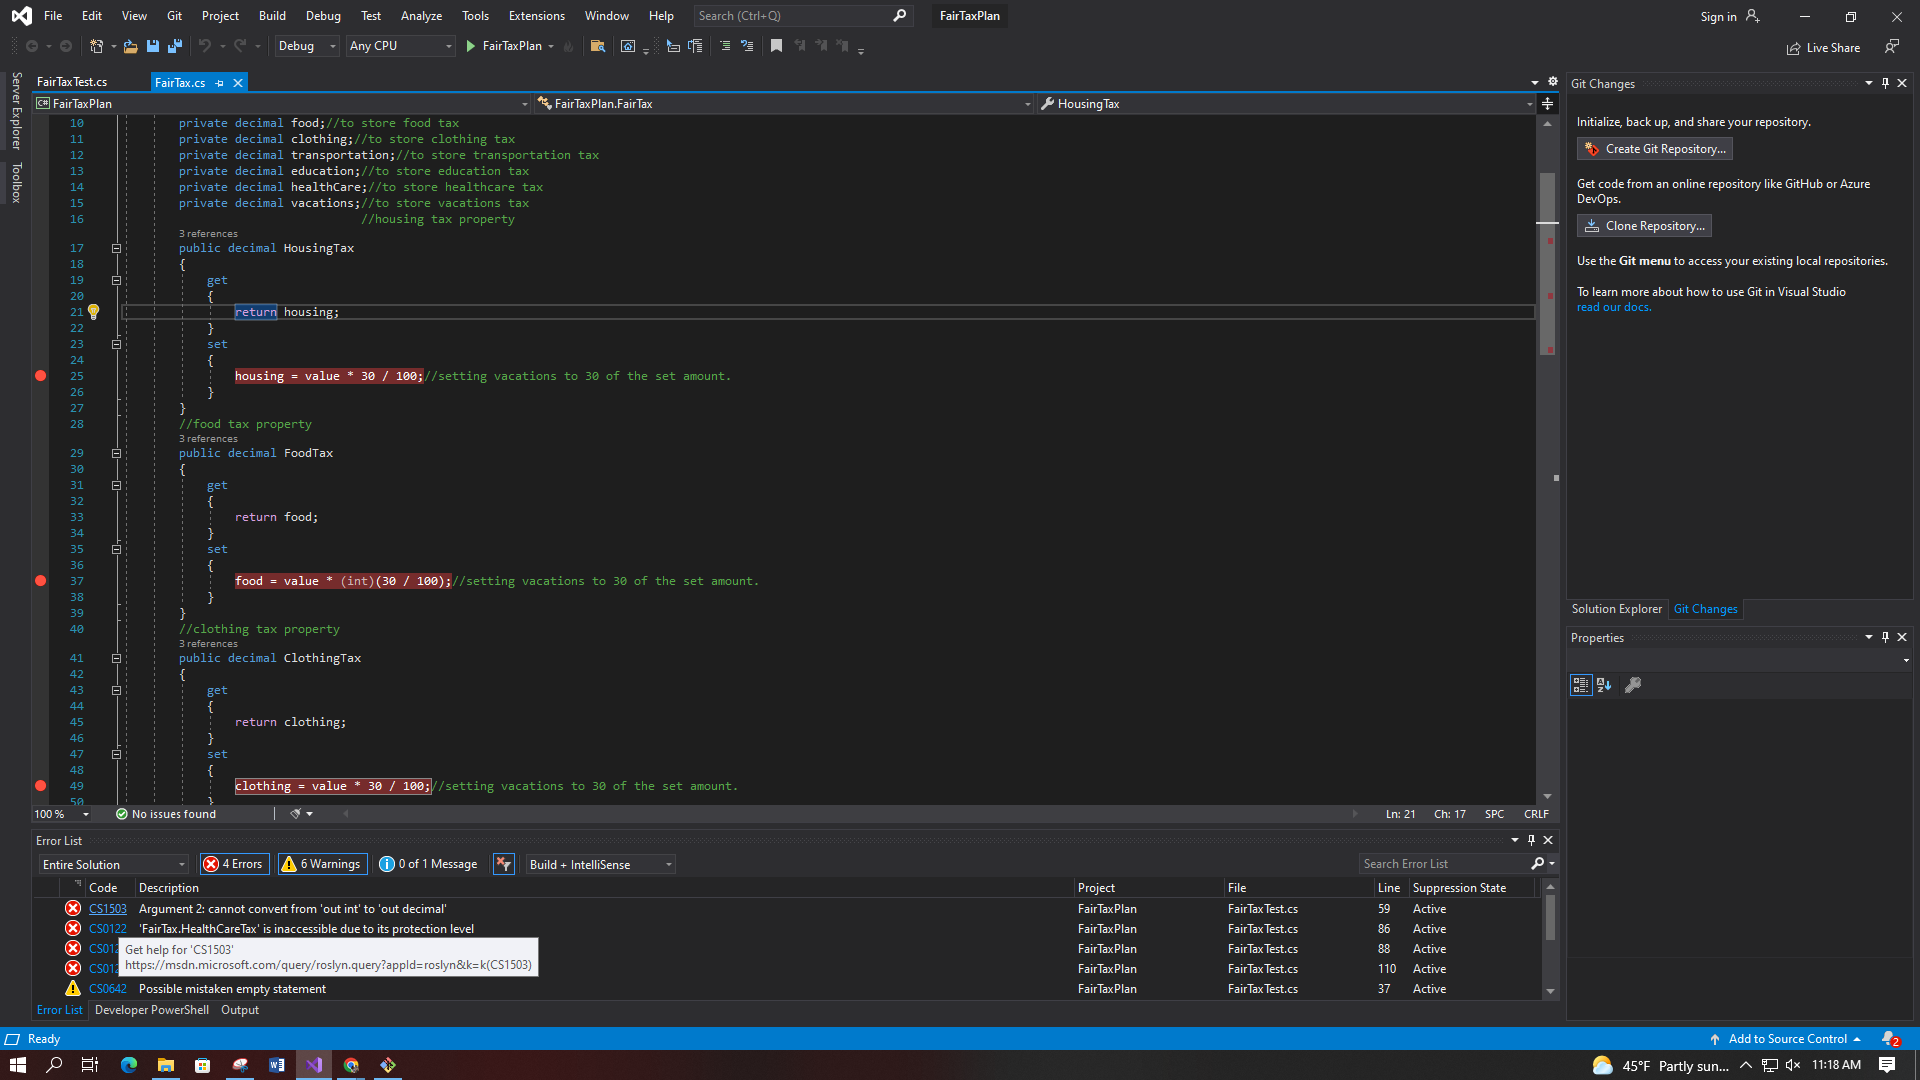 File Edit View Git Project Build Debug Test Analyze Tools Extensions Window Help Search (Ctrl+Q) FairTaxPlan Sign in
Debug Any CPU FairTaxPlan Live Share
Server Explorer
Toolbox
FairTaxTest.cs FairTax.cs
FairTaxPlan FairTaxPlan.FairTax HousingTax
10 private decimal food;//to store food tax
11 private decimal clothing;//to store clothing tax
12 private decimal transportation;//to store transportation tax
13 private decimal education;//to store education tax
14 private decimal healthCare;//to store healthcare tax
15 private decimal vacations;//to store vacations tax
16 //housing tax property
3 references
17 public decimal HousingTax
18 {
19 get
20 {
21 return housing;
22 }
23 set
24 {
25 housing = value * 30 / 100;//setting vacations to 30 of the set amount.
26 }
27 }
28 //food tax property
3 references
29 public decimal FoodTax
30 {
31 get
32 {
33 return food;
34 }
35 set
36 {
37 food = value * (int)(30 / 100);//setting vacations to 30 of the set amount.
38 }
39 }
40 //clothing tax property
3 references
41 public decimal ClothingTax
42 {
43 get
44 {
45 return clothing;
46 }
47 set
48 {
49 clothing = value * 30 / 100;//setting vacations to 30 of the set amount.
50 }
100 % No issues found Ln: 21 Ch: 17 SPC CRLF
Error List
Entire Solution 4 Errors 6 Warnings 0 of 1 Message Build + IntelliSense Search Error List
Code Description Project File Line Suppression State
CS1503 Argument 2: cannot convert from 'out int' to 'out decimal' FairTaxPlan FairTaxTest.cs 59 Active
CS0122 'FairTax.HealthCareTax' is inaccessible due to its protection level FairTaxPlan FairTaxTest.cs 86 Active
CS012 FairTaxPlan FairTaxTest.cs 88 Active
CS012 FairTaxPlan FairTaxTest.cs 110 Active
Get help for 'CS1503'
https://msdn.microsoft.com/query/roslyn.query?appId=roslyn&k=k(CS1503)
CS0642 Possible mistaken empty statement FairTaxPlan FairTaxTest.cs 37 Active
Error List Developer PowerShell Output
Git Changes
Initialize, back up, and share your repository.
Create Git Repository...
Get code from an online repository like GitHub or Azure
DevOps.
Clone Repository...
Use the Git menu to access your existing local repositories.
To learn more about how to use Git in Visual Studio
read our docs.
Solution Explorer Git Changes
Properties
Ready Add to Source Control 2
45°F Partly sun... 11:18 AM